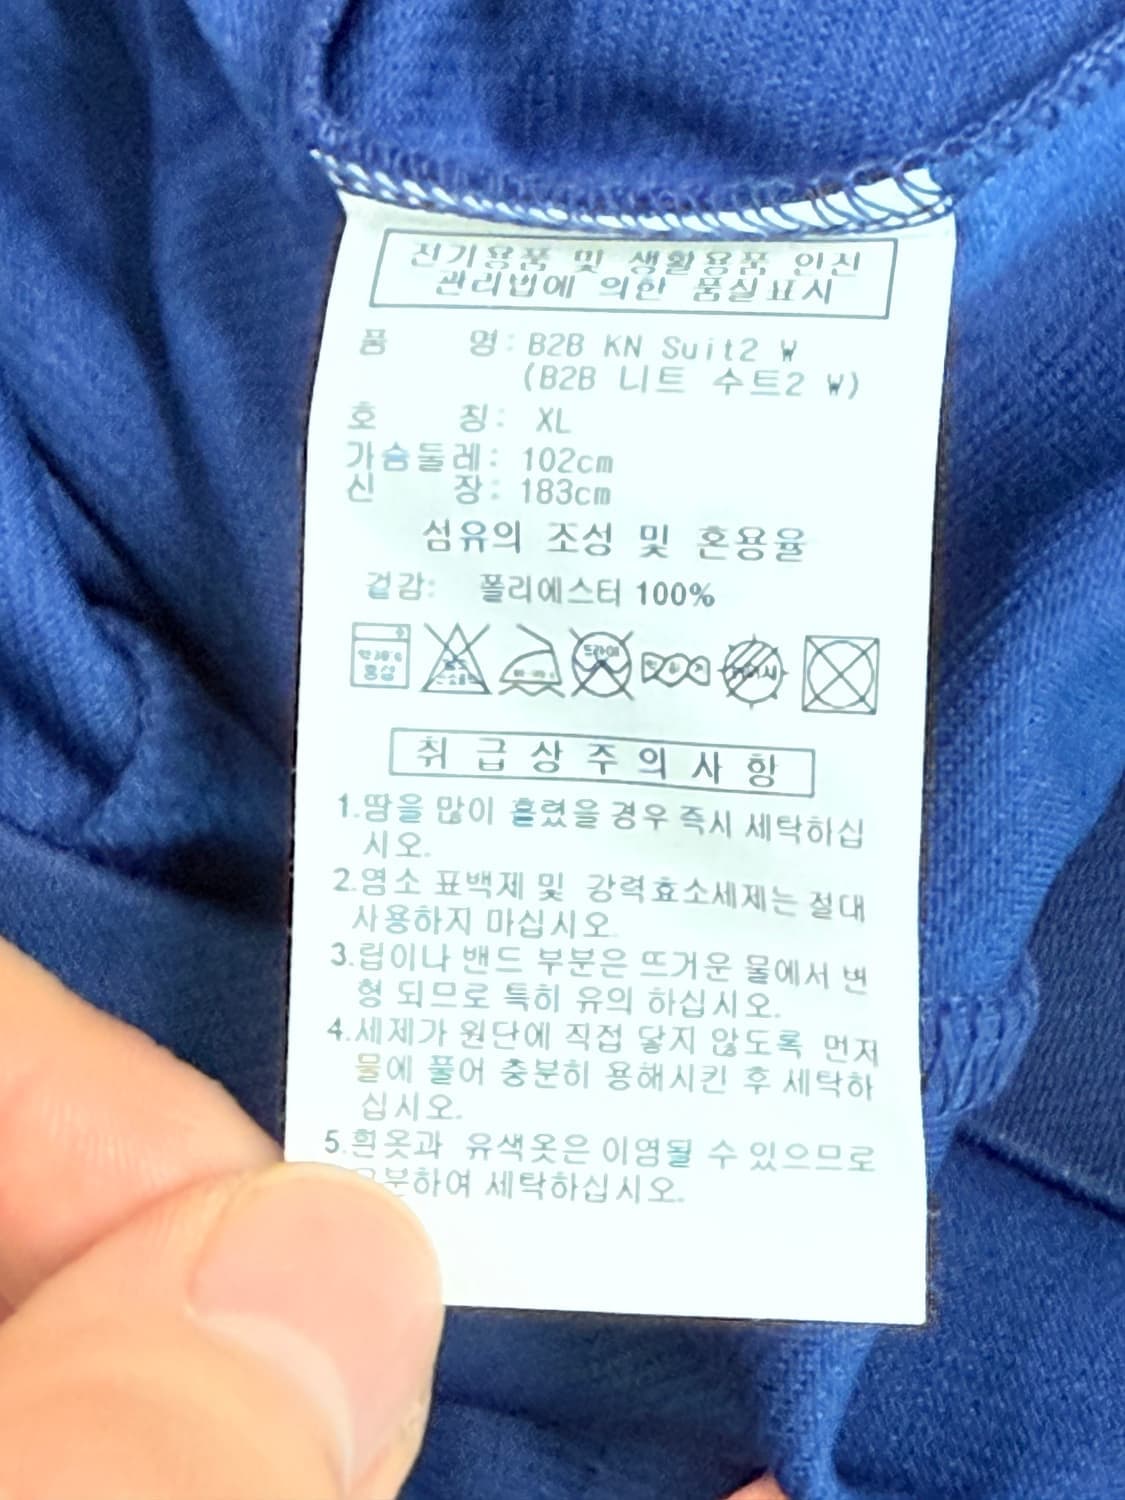 전기용품 및 생활용품 안전
관리법에 의한 품질표시
품 명: B2B KN Suit2 W
(B2B 니트 수트2 W)
호 칭: XL
가슴둘레: 102cm
신 장: 183cm
섬유의 조성 및 혼용율
겉감: 폴리에스터 100%
중성
드라이
취급상주의사항
1.땀을 많이 흘렸을 경우 즉시 세탁하십
시오.
2.염소 표백제 및 강력효소세제는 절대
사용하지 마십시오.
3.립이나 밴드 부분은 뜨거운 물에서 변
형 되므로 특히 유의 하십시오.
4.세제가 원단에 직접 닿지 않도록 먼저
물에 풀어 충분히 용해시킨 후 세탁하
십시오.
5.흰옷과 유색옷은 이염될 수 있으므로
구분하여 세탁하십시오.